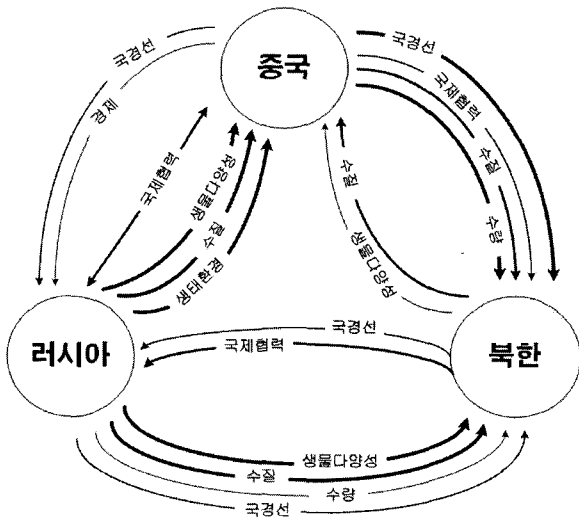 중국
국경선
경제
국제협력
생물다양성
수질
생태환경
국경선
국제협력
수질
수량
수질
생물다양성
러시아
북한
국경선
국제협력
생물다양성
수질
수량
국경선